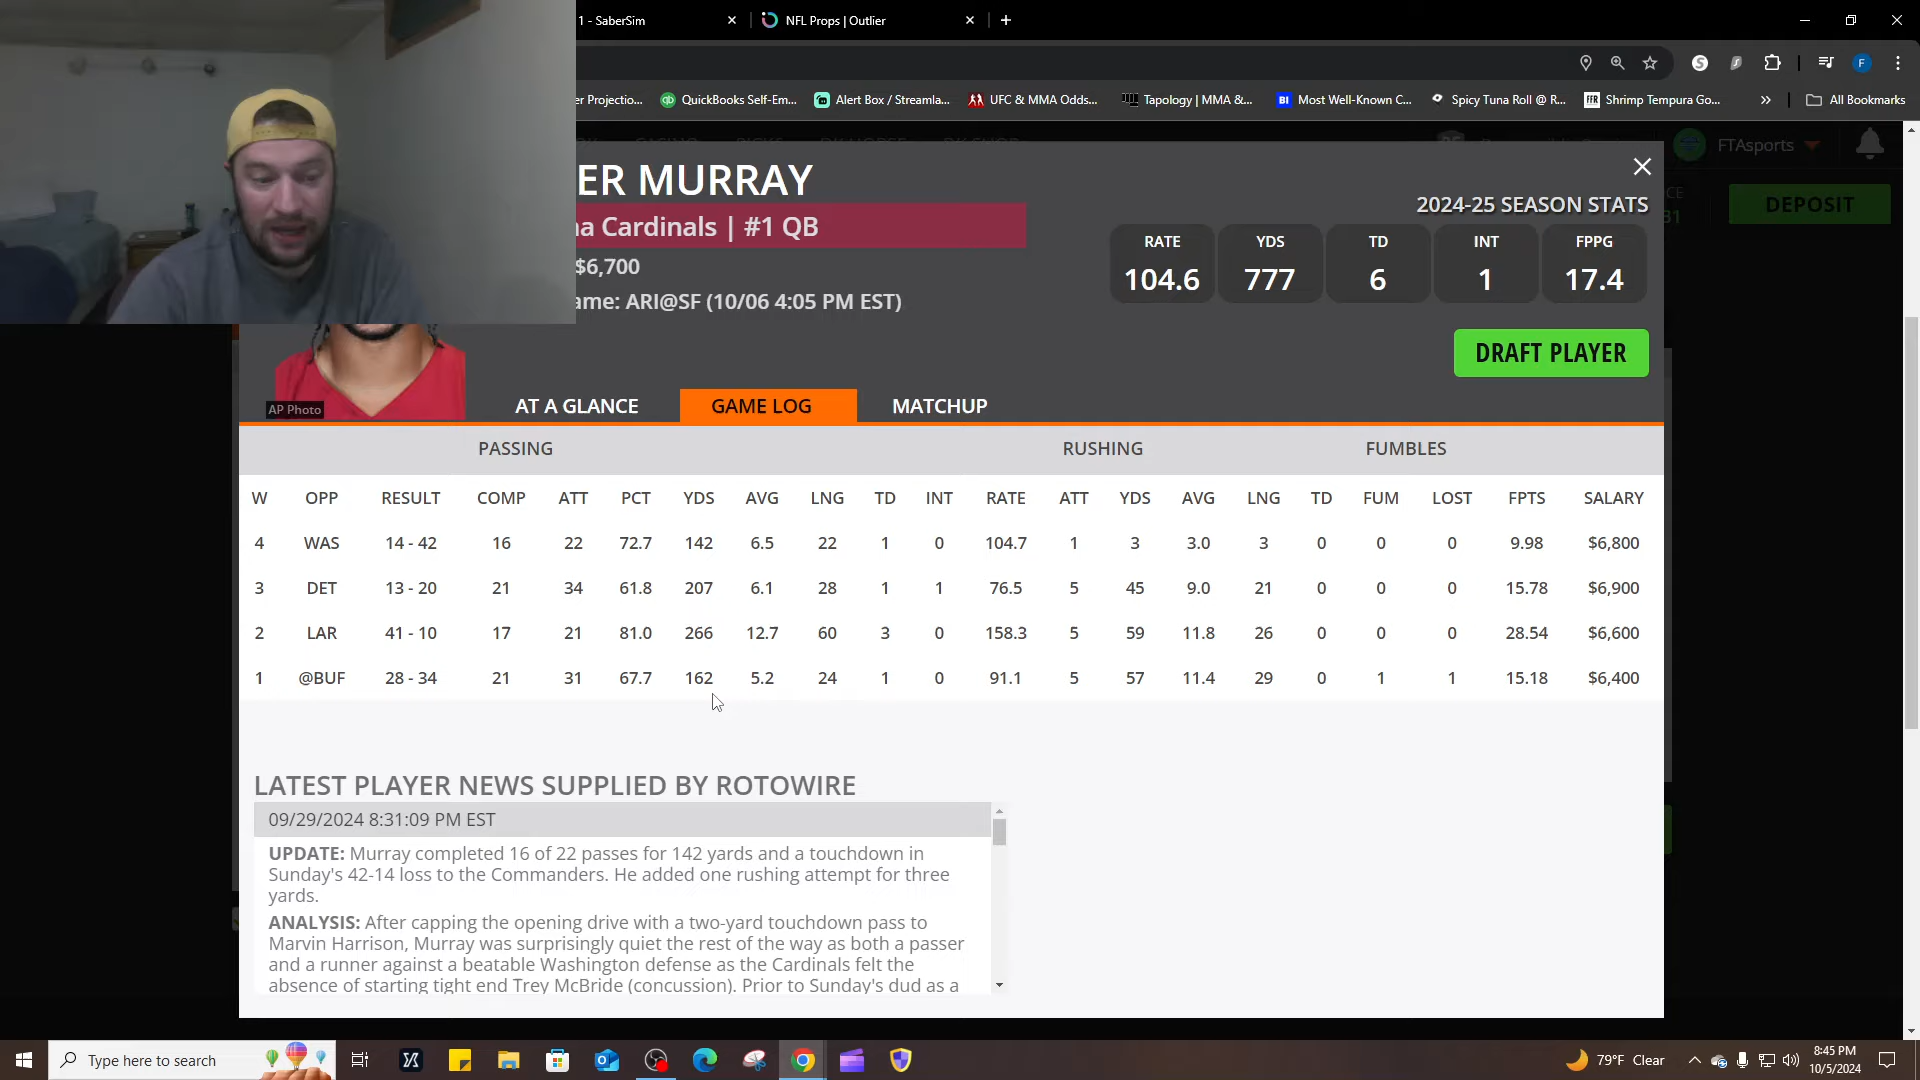 1 - SaberSim
NFL Props | Outlier
er Projectio...
QuickBooks Self-Em...
Alert Box / Streamla...
UFC & MMA Odds...
Tapology | MMA &...
Most Well-Known C...
Spicy Tuna Roll @ R...
Shrimp Tempura Go...
All Bookmarks
FTAsports
ER MURRAY
na Cardinals | #1 QB
$6,700
ame: ARI@SF (10/06 4:05 PM EST)
2024-25 SEASON STATS
RATE YDS TD INT FPPG
104.6 777 6 1 17.4
DEPOSIT
DRAFT PLAYER
AP Photo
AT A GLANCE GAME LOG MATCHUP
PASSING RUSHING FUMBLES
W OPP RESULT COMP ATT PCT YDS AVG LNG TD INT RATE ATT YDS AVG LNG TD FUM LOST FPTS SALARY
4 WAS 14 - 42 16 22 72.7 142 6.5 22 1 0 104.7 1 3 3.0 3 0 0 0 9.98 $6,800
3 DET 13 - 20 21 34 61.8 207 6.1 28 1 1 76.5 5 45 9.0 21 0 0 0 15.78 $6,900
2 LAR 41 - 10 17 21 81.0 266 12.7 60 3 0 158.3 5 59 11.8 26 0 0 0 28.54 $6,600
1 @BUF 28 - 34 21 31 67.7 162 5.2 24 1 0 91.1 5 57 11.4 29 0 1 1 15.18 $6,400
LATEST PLAYER NEWS SUPPLIED BY ROTOWIRE
09/29/2024 8:31:09 PM EST
UPDATE: Murray completed 16 of 22 passes for 142 yards and a touchdown in
Sunday's 42-14 loss to the Commanders. He added one rushing attempt for three
yards.
ANALYSIS: After capping the opening drive with a two-yard touchdown pass to
Marvin Harrison, Murray was surprisingly quiet the rest of the way as both a passer
and a runner against a beatable Washington defense as the Cardinals felt the
absence of starting tight end Trey McBride (concussion). Prior to Sunday's dud as a
Type here to search
79°F Clear
8:45 PM
10/5/2024